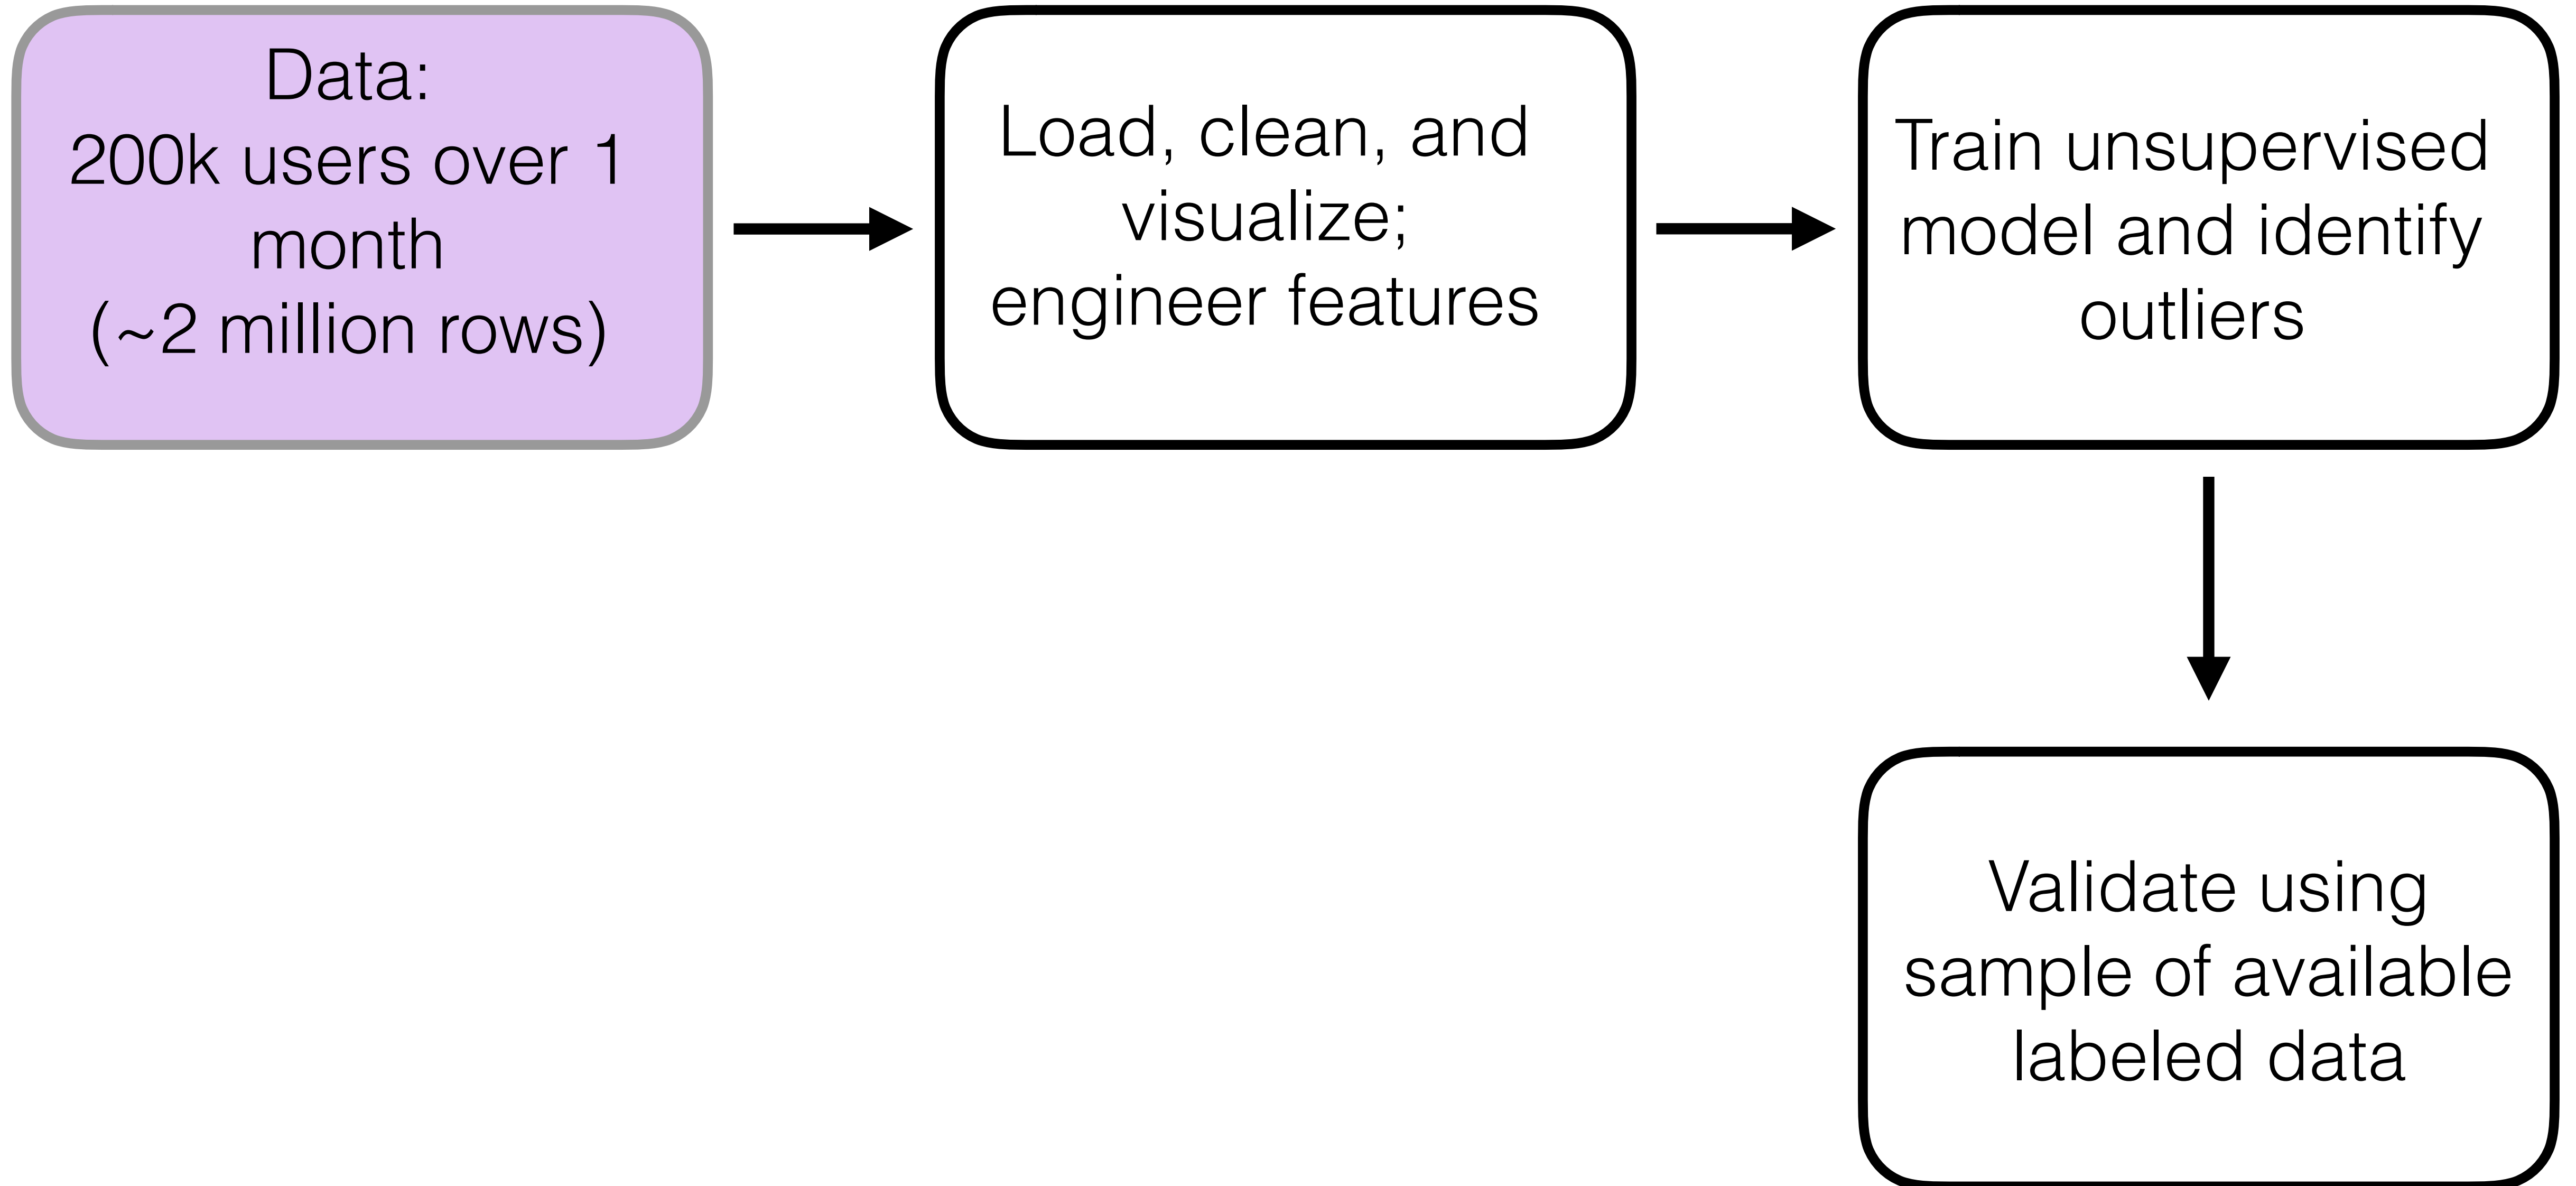 Data:
200k users over 1
month
(~2 million rows)
Load, clean, and
visualize;
engineer features
Train unsupervised
model and identify
outliers
Validate using
sample of available
labeled data